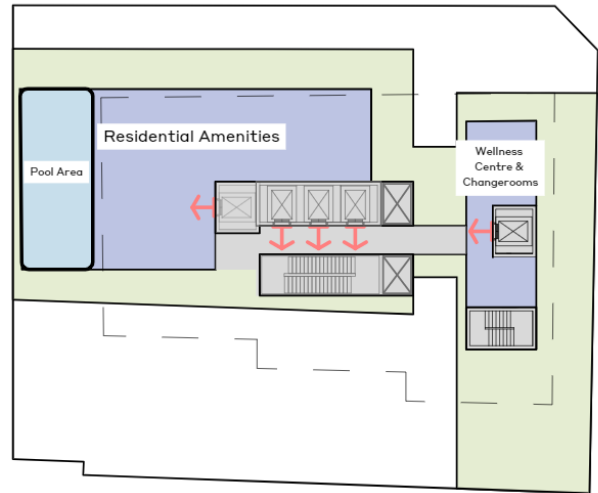 Residential Amenities
Pool Area
Wellness
Centre &
Changerooms